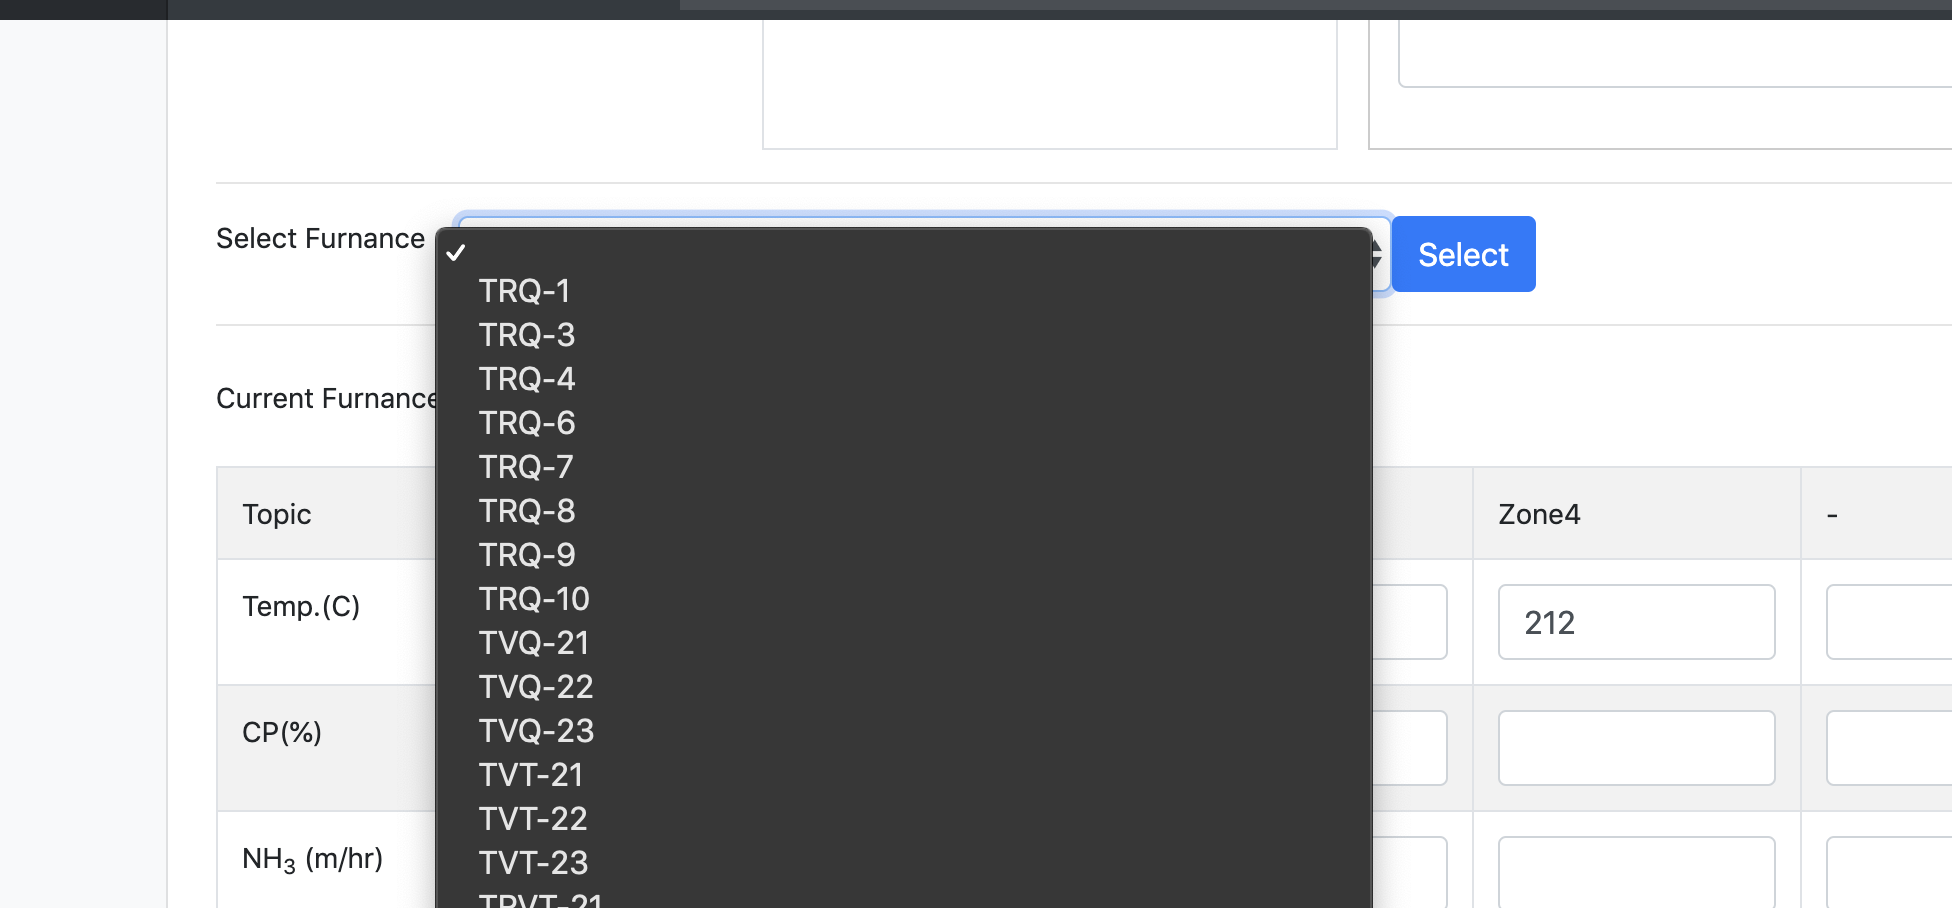 Select Furnance
Select
TRQ-1
TRQ-3
TRQ-4
TRQ-6
TRQ-7
TRQ-8
TRQ-9
TRQ-10
TVQ-21
TVQ-22
TVQ-23
TVT-21
TVT-22
TVT-23
TRVT-21
Current Furnance
Topic
Zone4
-
Temp.(C)
212
CP(%)
NH₃ (m/hr)